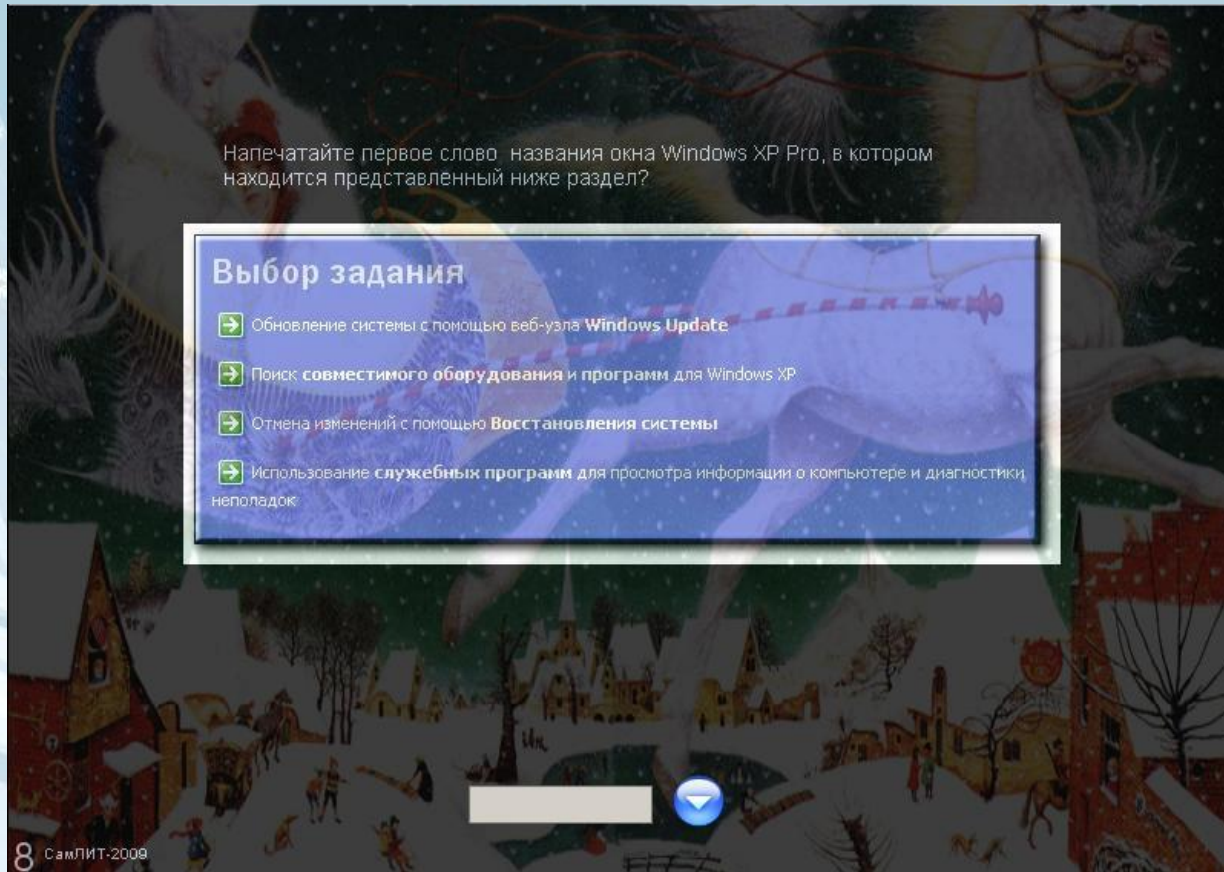 Напечатайте первое слово названия окна Windows XP Pro, в котором
находится представленный ниже раздел?
Выбор задания
Обновление системы с помощью веб-узла Windows Update
Поиск совместимого оборудования и программ для Windows XP
Отмена изменений с помощью Восстановления системы
Использование служебных программ для просмотра информации о компьютере и диагностики
неполадок
8 СамЛИТ-2009